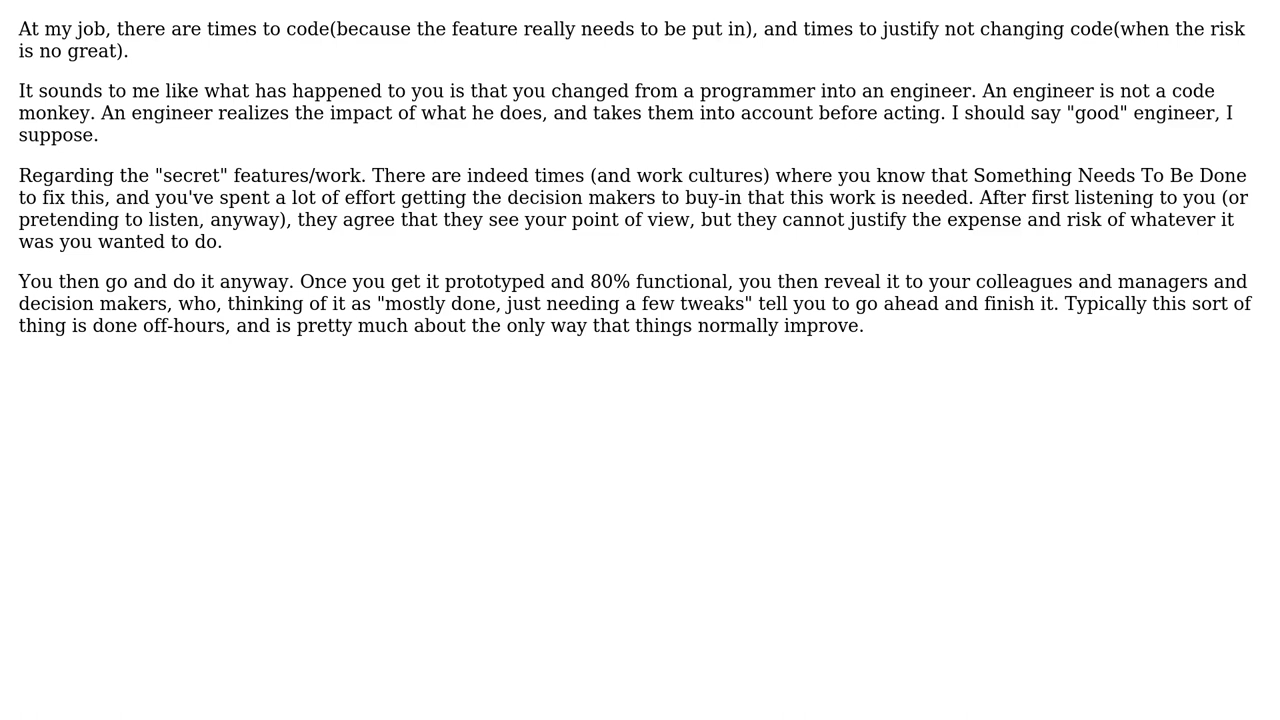 At my job, there are times to code(because the feature really needs to be put in), and times to justify not changing code(when the risk
is no great).
It sounds to me like what has happened to you is that you changed from a programmer into an engineer. An engineer is not a code
monkey. An engineer realizes the impact of what he does, and takes them into account before acting. I should say "good" engineer, I
suppose.
Regarding the "secret" features/work. There are indeed times (and work cultures) where you know that Something Needs To Be Done
to fix this, and you've spent a lot of effort getting the decision makers to buy-in that this work is needed. After first listening to you (or
pretending to listen, anyway), they agree that they see your point of view, but they cannot justify the expense and risk of whatever it
was you wanted to do.
You then go and do it anyway. Once you get it prototyped and 80% functional, you then reveal it to your colleagues and managers and
decision makers, who, thinking of it as "mostly done, just needing a few tweaks" tell you to go ahead and finish it. Typically this sort of
thing is done off-hours, and is pretty much about the only way that things normally improve.